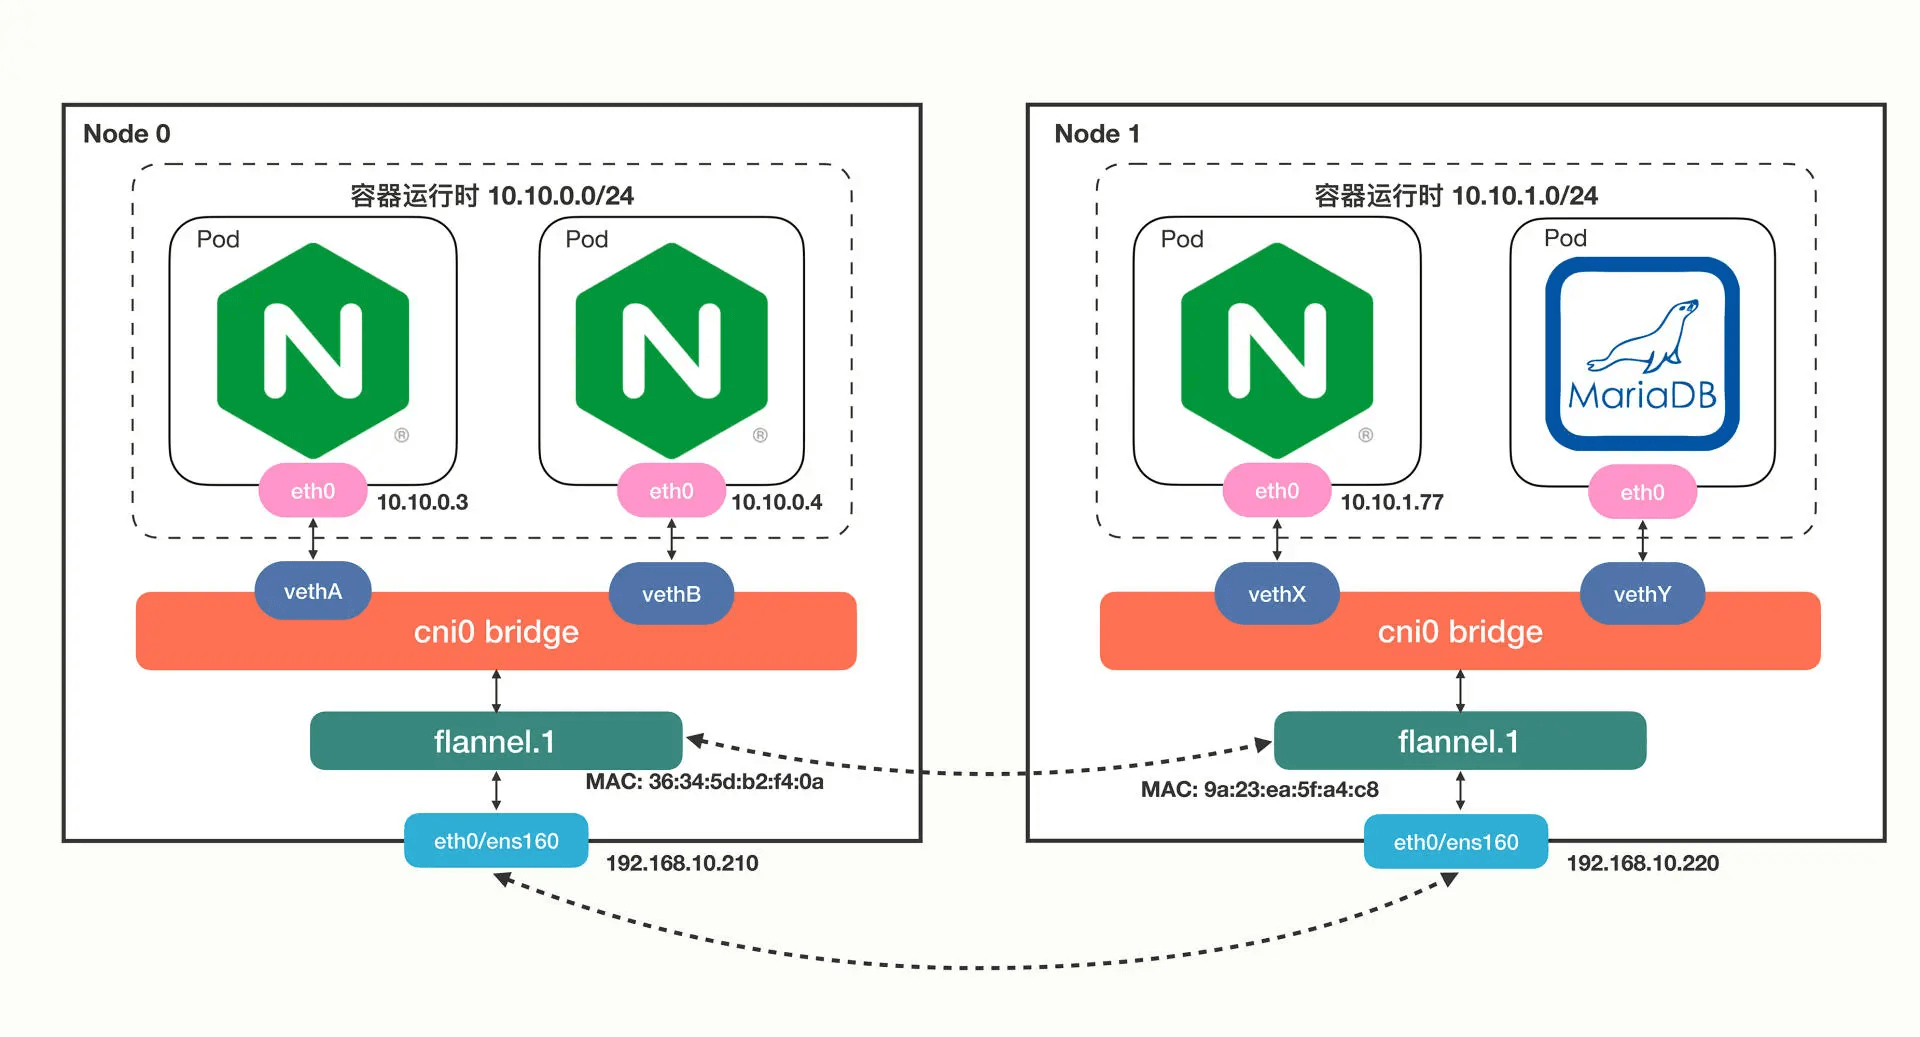 Node 0
容器运行时 10.10.0.0/24
Pod
Pod
N
®
N
®
eth0
10.10.0.3
eth0
10.10.0.4
vethA
vethB
cni0 bridge
flannel.1
MAC: 36:34:5d:b2:f4:0a
eth0/ens160
192.168.10.210
Node 1
容器运行时 10.10.1.0/24
Pod
Pod
N
®
MariaDB
eth0
10.10.1.77
eth0
vethX
vethY
cni0 bridge
flannel.1
MAC: 9a:23:ea:5f:a4:c8
eth0/ens160
192.168.10.220